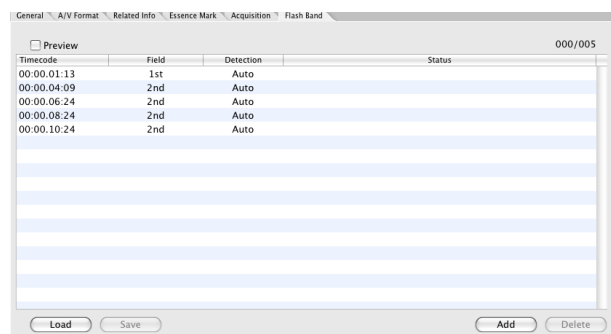 General A/V Format Related Info Essence Mark Acquisition Flash Band
Preview 000/005
Timecode Field Detection Status
00:00.01:13 1st Auto
00:00.04:09 2nd Auto
00:00.06:24 2nd Auto
00:00.08:24 2nd Auto
00:00.10:24 2nd Auto
Load Save Add Delete